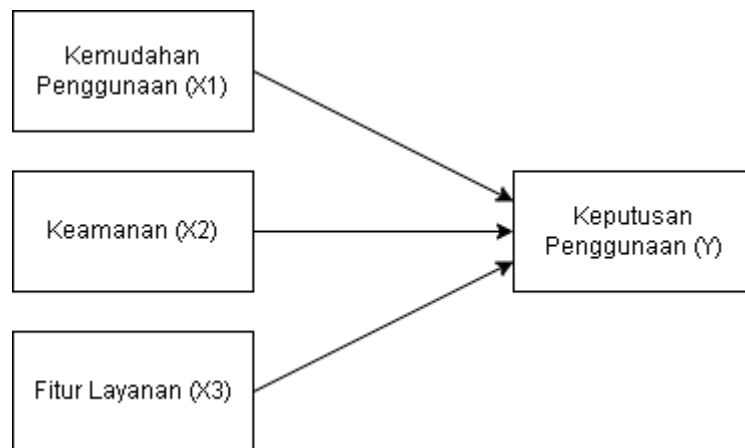 Kemudahan
Penggunaan (X1)
Keamanan (X2)
Keputusan
Penggunaan (Y)
Fitur Layanan (X3)